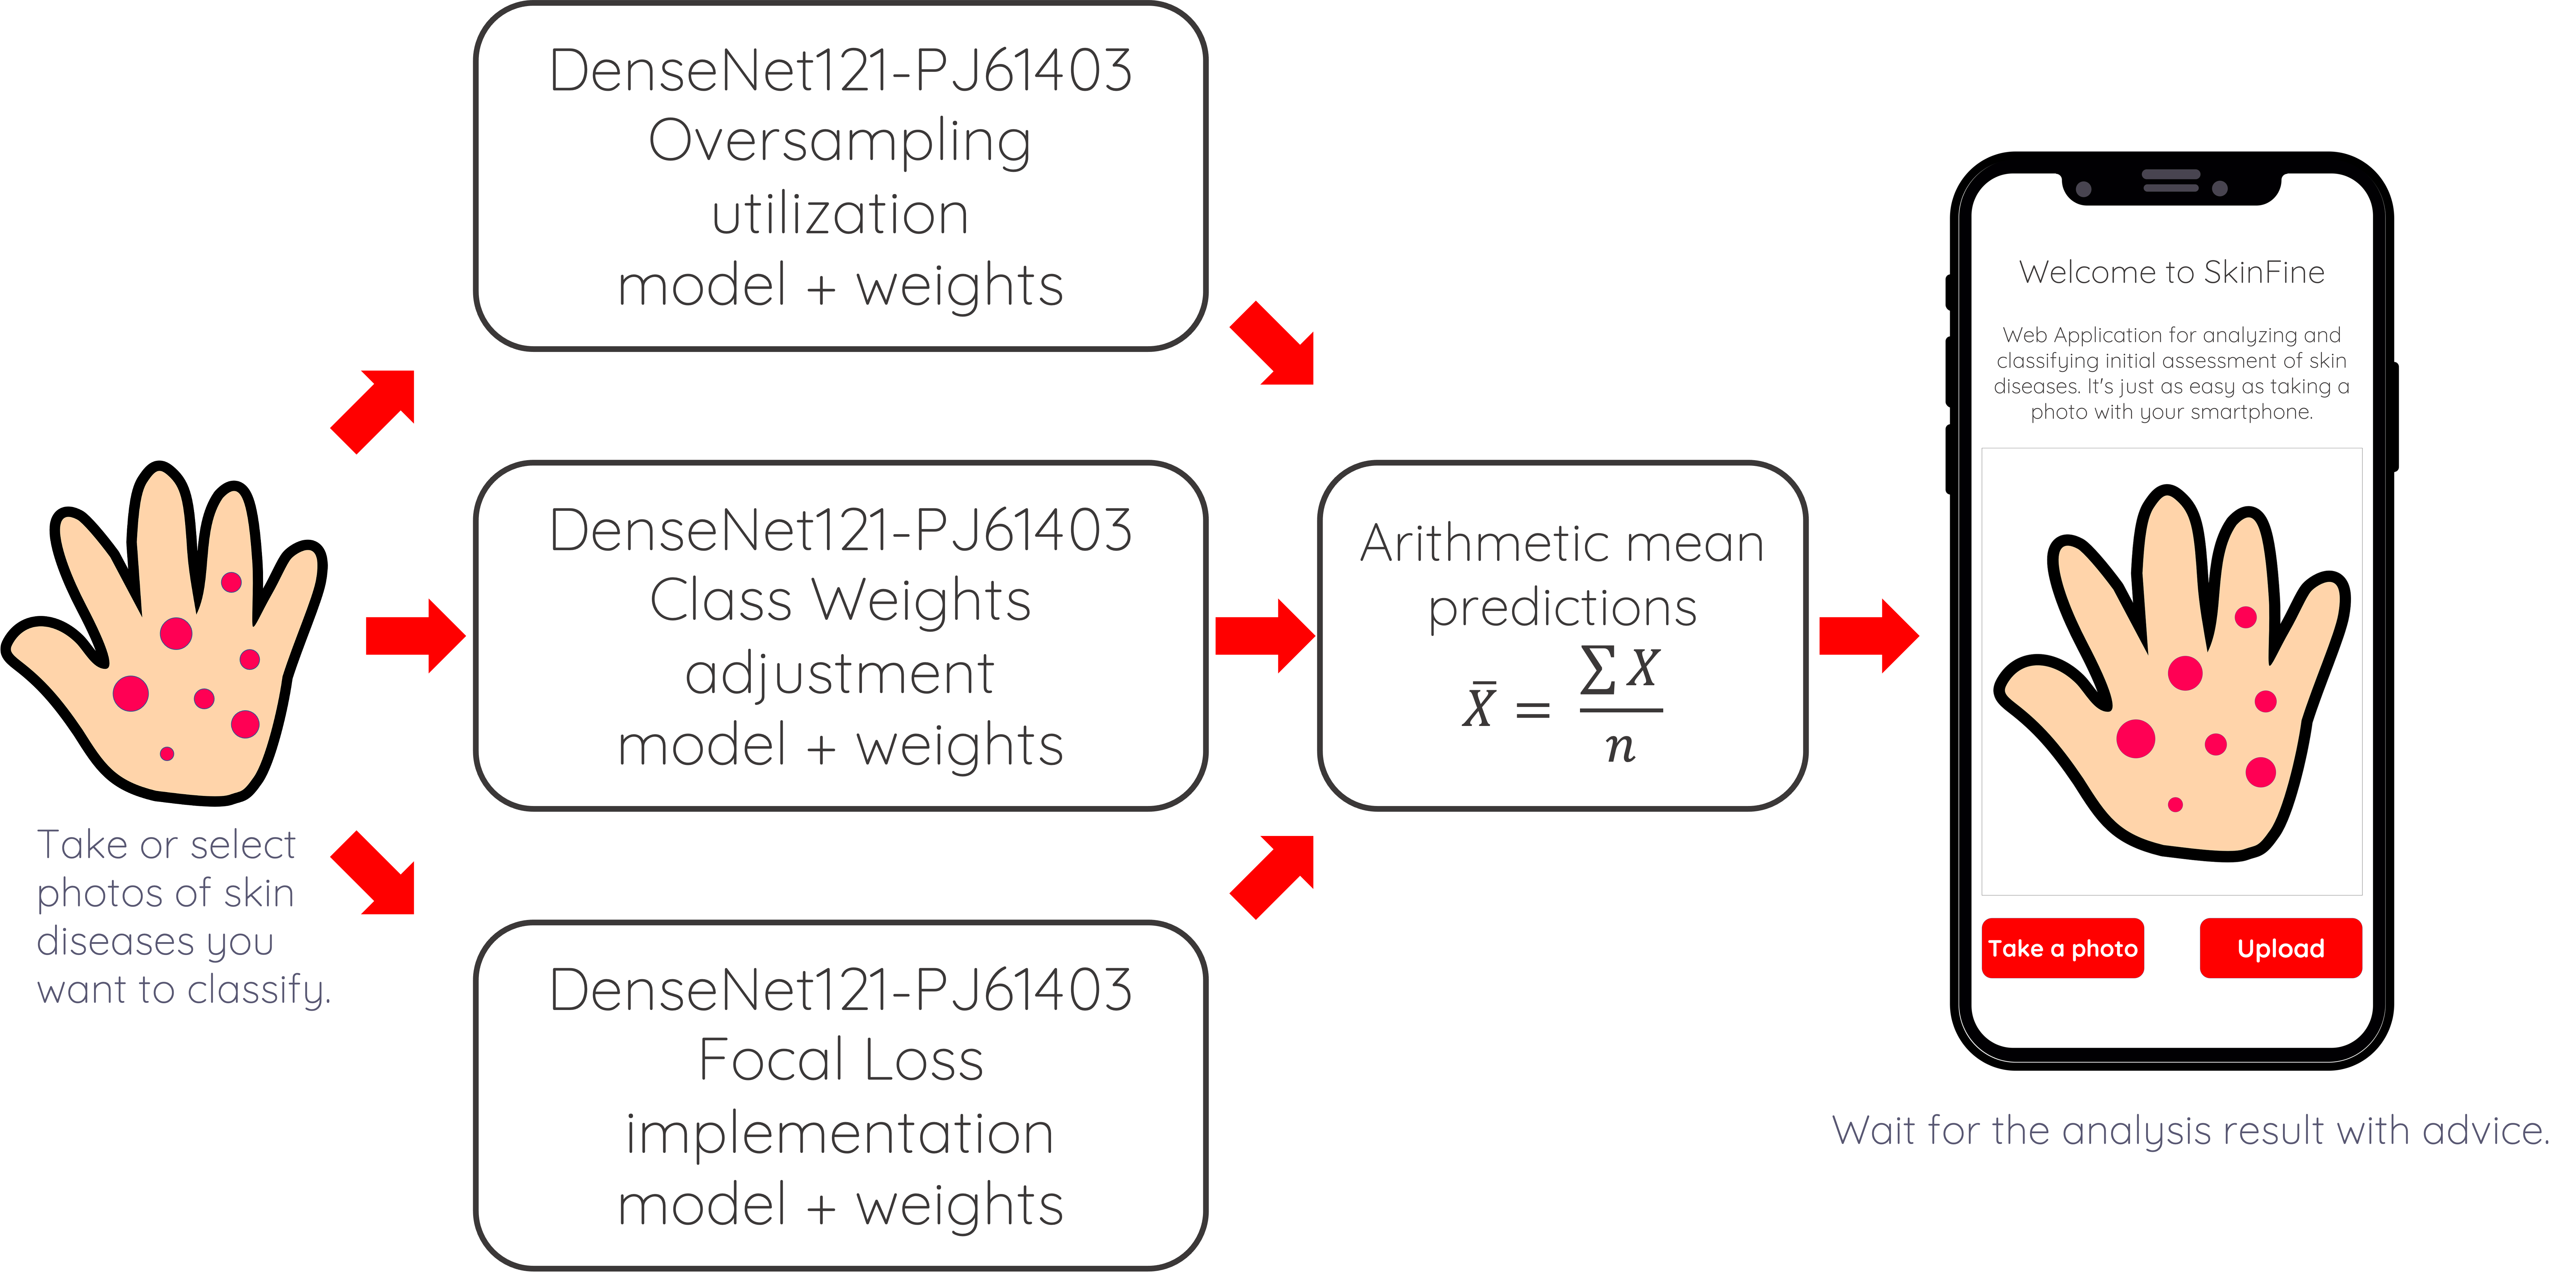 Take or select
photos of skin
diseases you
want to classify.
DenseNet121-PJ61403
Oversampling
utilization
model + weights
DenseNet121-PJ61403
Class Weights
adjustment
model + weights
DenseNet121-PJ61403
Focal Loss
implementation
model + weights
Arithmetic mean
predictions
X̄ = ∑ X / n
Welcome to SkinFine
Web Application for analyzing and
classifying initial assessment of skin
diseases. It's just as easy as taking a
photo with your smartphone.
Take a photo
Upload
Wait for the analysis result with advice.